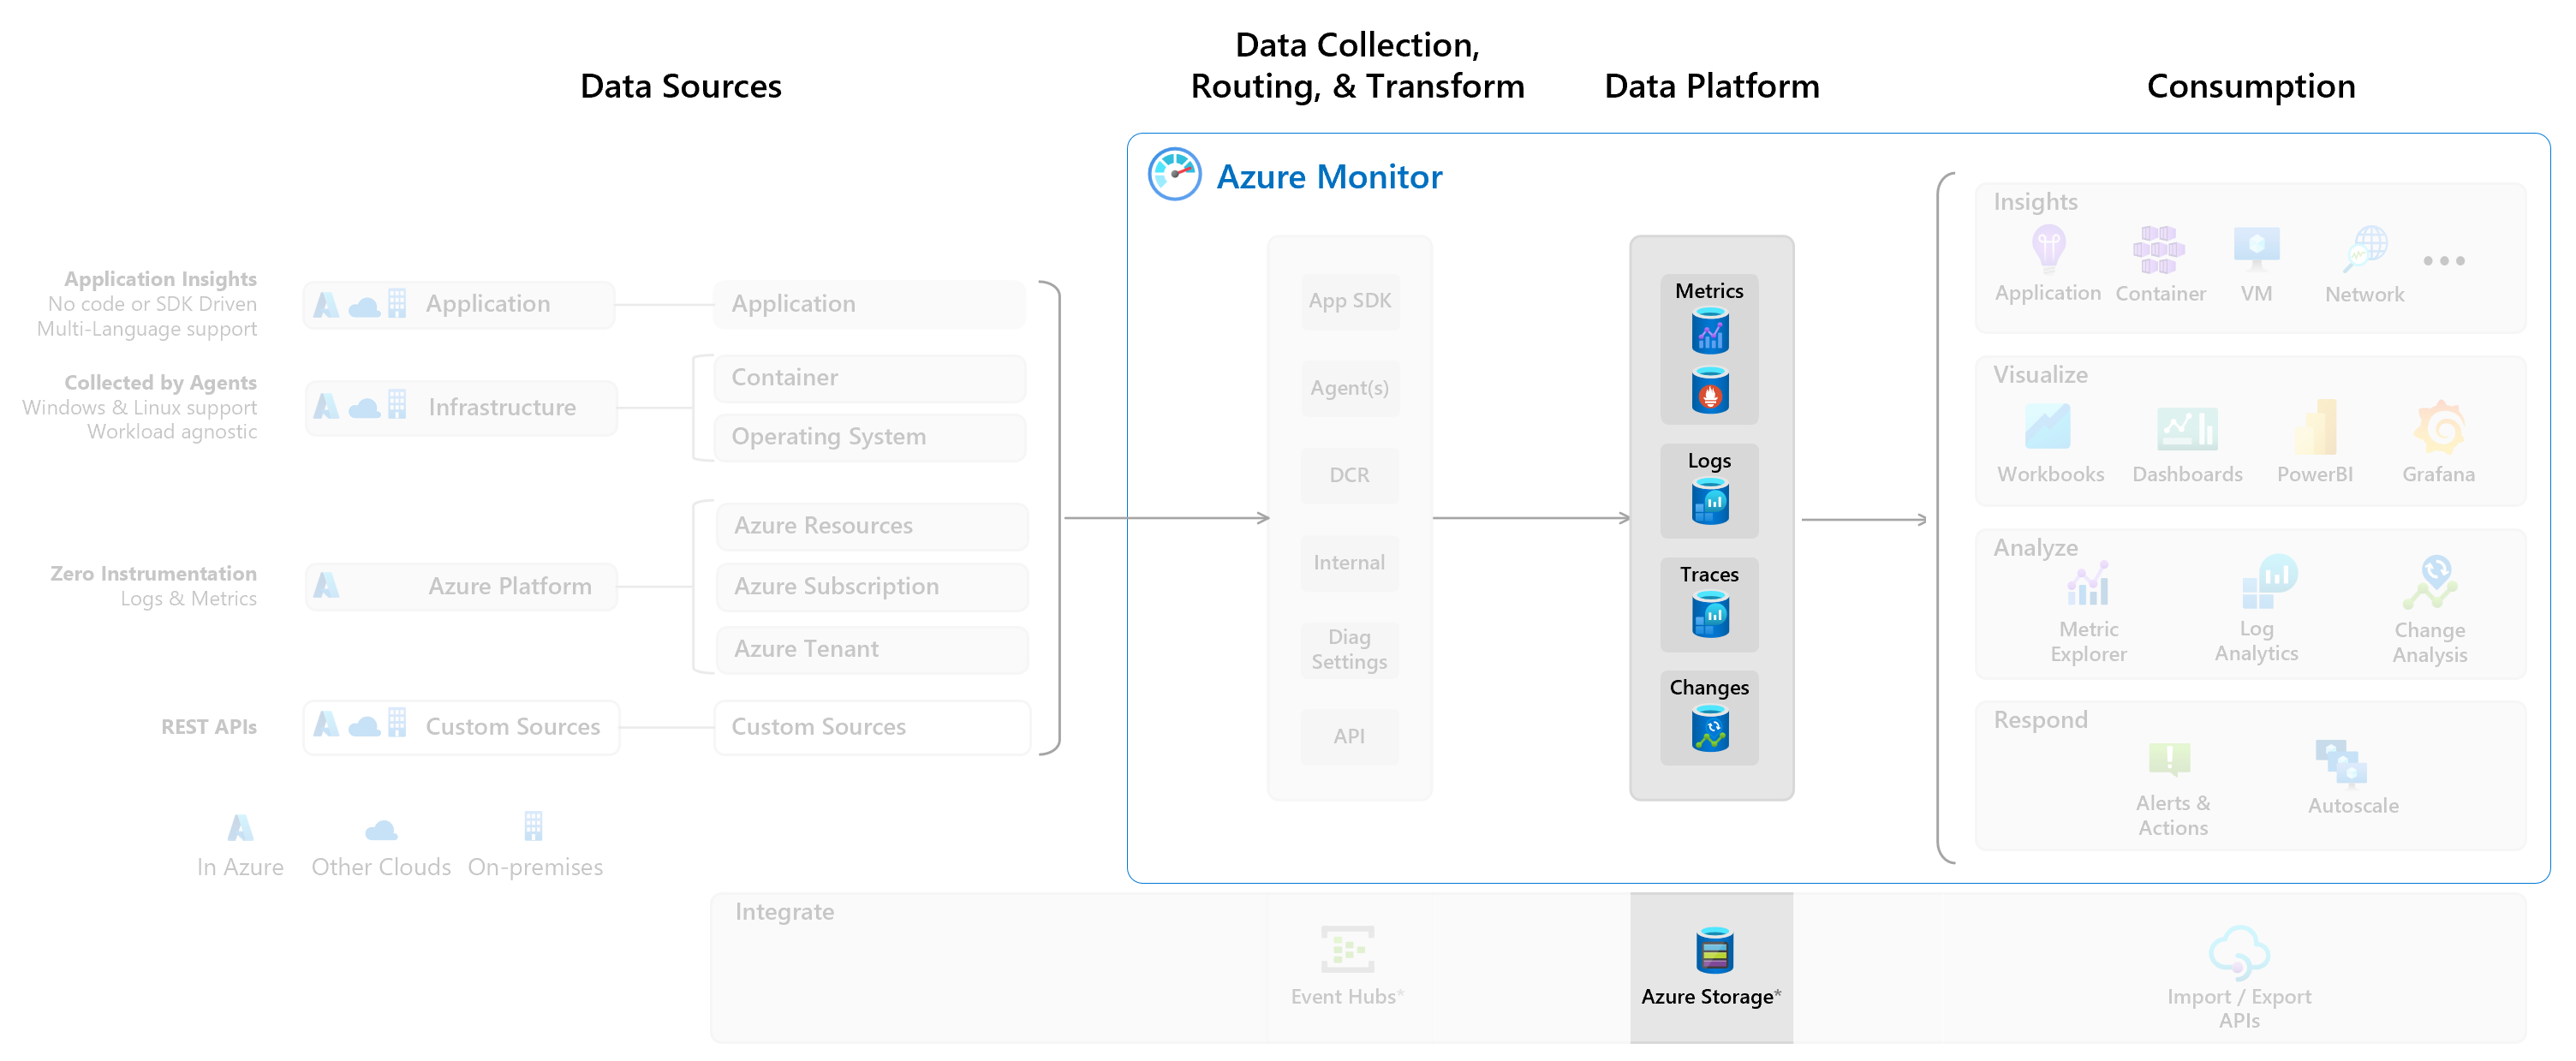 Data Sources
Data Collection,
Routing, & Transform
Data Platform
Consumption
Azure Monitor
Application Insights
No code or SDK Driven
Multi-Language support
Application
Application
Collected by Agents
Windows & Linux support
Workload agnostic
Infrastructure
Container
Operating System
Zero Instrumentation
Logs & Metrics
Azure Platform
Azure Resources
Azure Subscription
Azure Tenant
REST APIs
Custom Sources
Custom Sources
In Azure
Other Clouds
On-premises
App SDK
Agent(s)
DCR
Internal
Diag
Settings
API
Metrics
Logs
Traces
Changes
Insights
Application
Container
VM
Network
Visualize
Workbooks
Dashboards
PowerBI
Grafana
Analyze
Metric
Explorer
Log
Analytics
Change
Analysis
Respond
Alerts &
Actions
Autoscale
Integrate
Event Hubs*
Azure Storage*
Import / Export
APIs